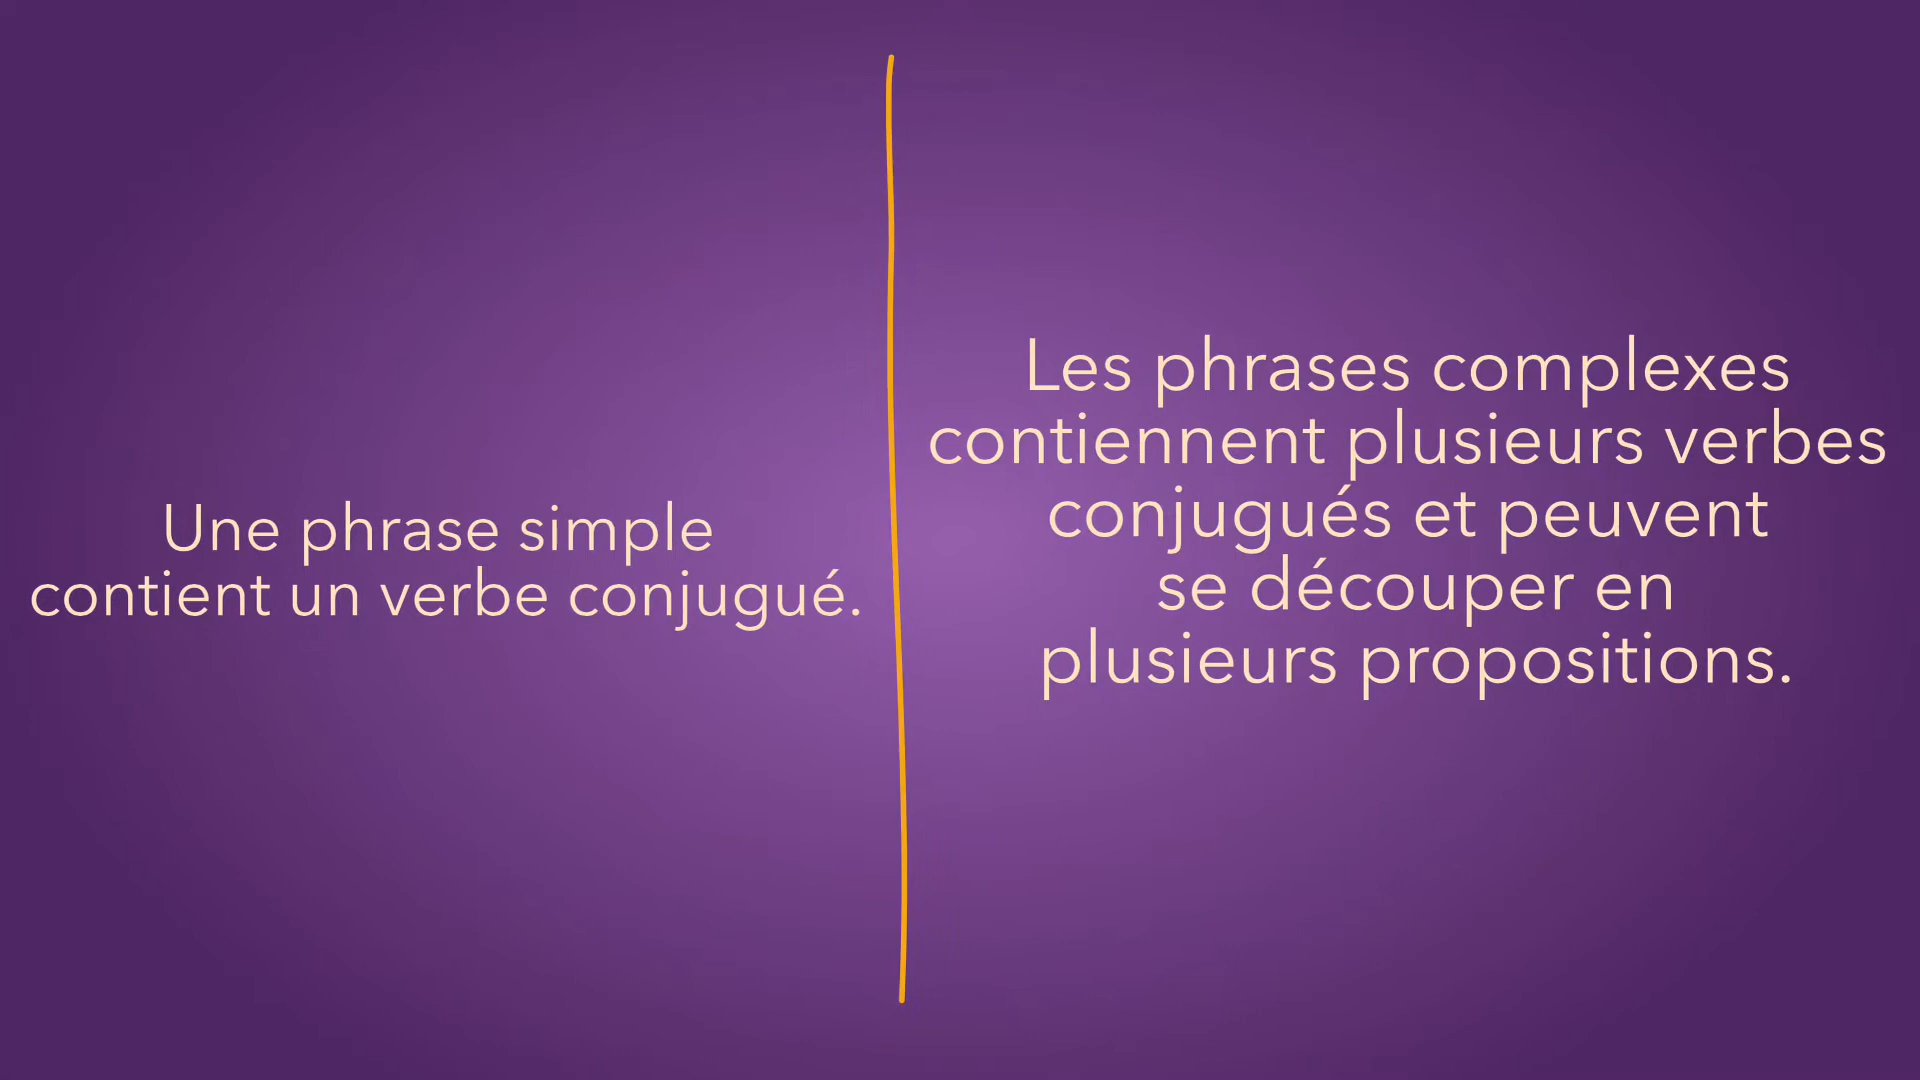 Une phrase simple
contient un verbe conjugué.
Les phrases complexes
contiennent plusieurs verbes
conjugués et peuvent
se découper en
plusieurs propositions.